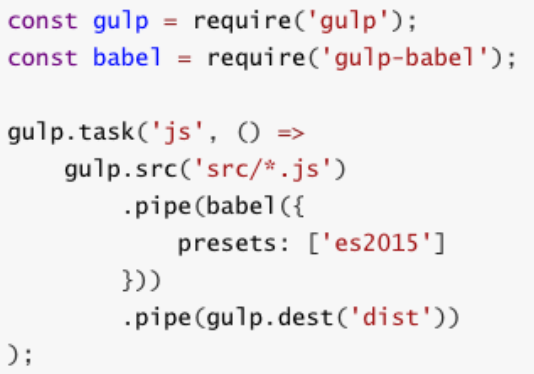 const gulp = require('gulp');
const babel = require('gulp-babel');
gulp.task('js', () =>
    gulp.src('src/*.js')
        .pipe(babel({
            presets: ['es2015']
        }))
        .pipe(gulp.dest('dist'))
);